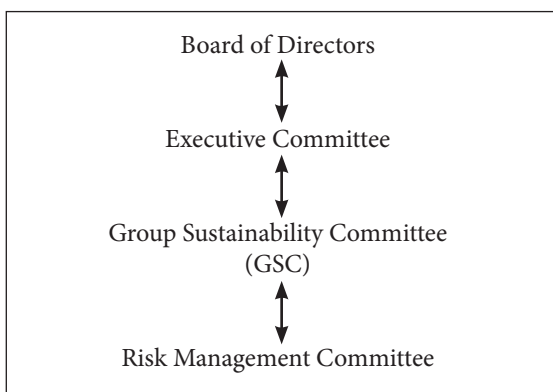 Board of Directors
Executive Committee
Group Sustainability Committee
(GSC)
Risk Management Committee